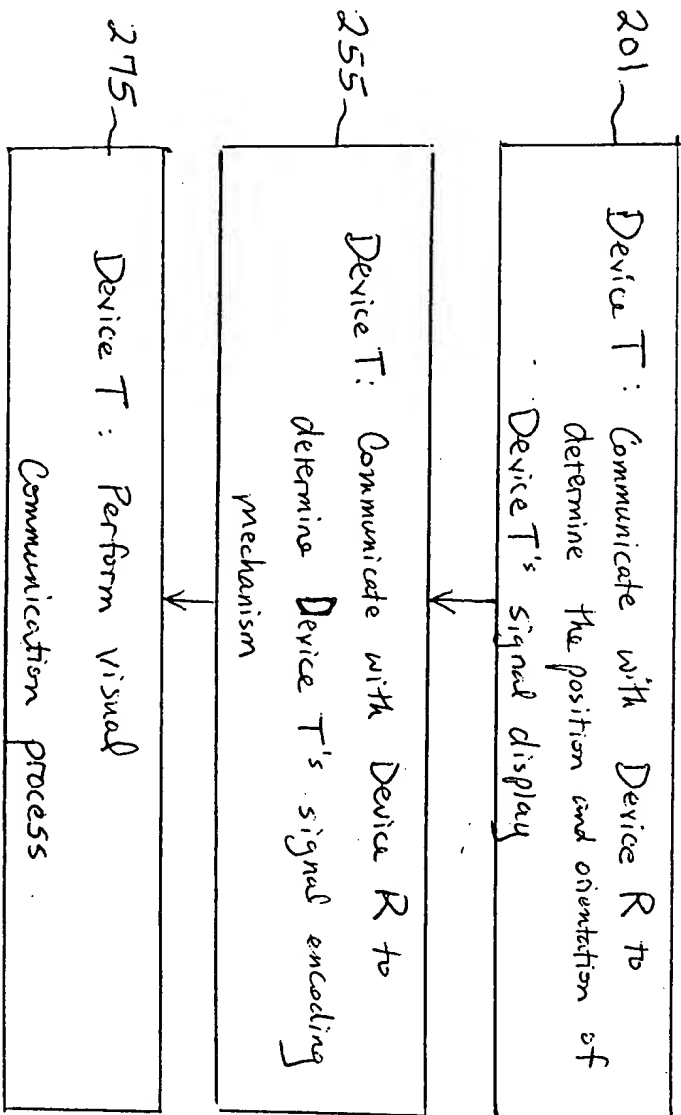 201
Device T: Communicate with Device R to
determine the position and orientation of
Device T's signal display
255
Device T: Communicate with Device R to
determine Device T's signal encoding
mechanism
275
Device T: Perform visual
Communication process